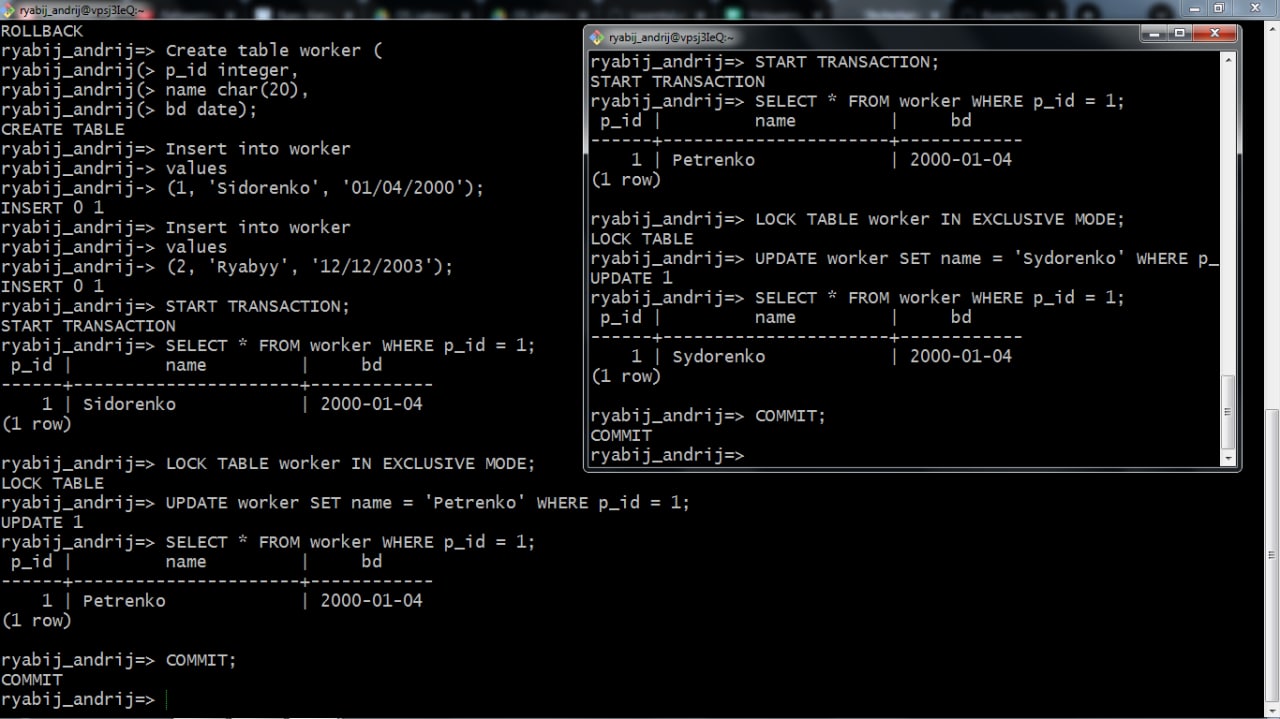 ryabij_andrij@vpsj3IeQ:~
ROLLBACK
ryabij_andrij=> Create table worker (
ryabij_andrij(> p_id integer,
ryabij_andrij(> name char(20),
ryabij_andrij(> bd date);
CREATE TABLE
ryabij_andrij=> Insert into worker
ryabij_andrij-> values
ryabij_andrij-> (1, 'Sidorenko', '01/04/2000');
INSERT 0 1
ryabij_andrij=> Insert into worker
ryabij_andrij-> values
ryabij_andrij-> (2, 'Ryabyy', '12/12/2003');
INSERT 0 1
ryabij_andrij=> START TRANSACTION;
START TRANSACTION
ryabij_andrij=> SELECT * FROM worker WHERE p_id = 1;
 p_id |         name         |     bd
------+----------------------+------------
    1 | Sidorenko            | 2000-01-04
(1 row)

ryabij_andrij=> LOCK TABLE worker IN EXCLUSIVE MODE;
LOCK TABLE
ryabij_andrij=> UPDATE worker SET name = 'Petrenko' WHERE p_id = 1;
UPDATE 1
ryabij_andrij=> SELECT * FROM worker WHERE p_id = 1;
 p_id |         name         |     bd
------+----------------------+------------
    1 | Petrenko             | 2000-01-04
(1 row)

ryabij_andrij=> COMMIT;
COMMIT
ryabij_andrij=>
ryabij_andrij@vpsj3IeQ:~
ryabij_andrij=> START TRANSACTION;
START TRANSACTION
ryabij_andrij=> SELECT * FROM worker WHERE p_id = 1;
 p_id |         name         |     bd
------+----------------------+------------
    1 | Petrenko             | 2000-01-04
(1 row)

ryabij_andrij=> LOCK TABLE worker IN EXCLUSIVE MODE;
LOCK TABLE
ryabij_andrij=> UPDATE worker SET name = 'Sydorenko' WHERE p_
UPDATE 1
ryabij_andrij=> SELECT * FROM worker WHERE p_id = 1;
 p_id |         name         |     bd
------+----------------------+------------
    1 | Sydorenko            | 2000-01-04
(1 row)

ryabij_andrij=> COMMIT;
COMMIT
ryabij_andrij=>